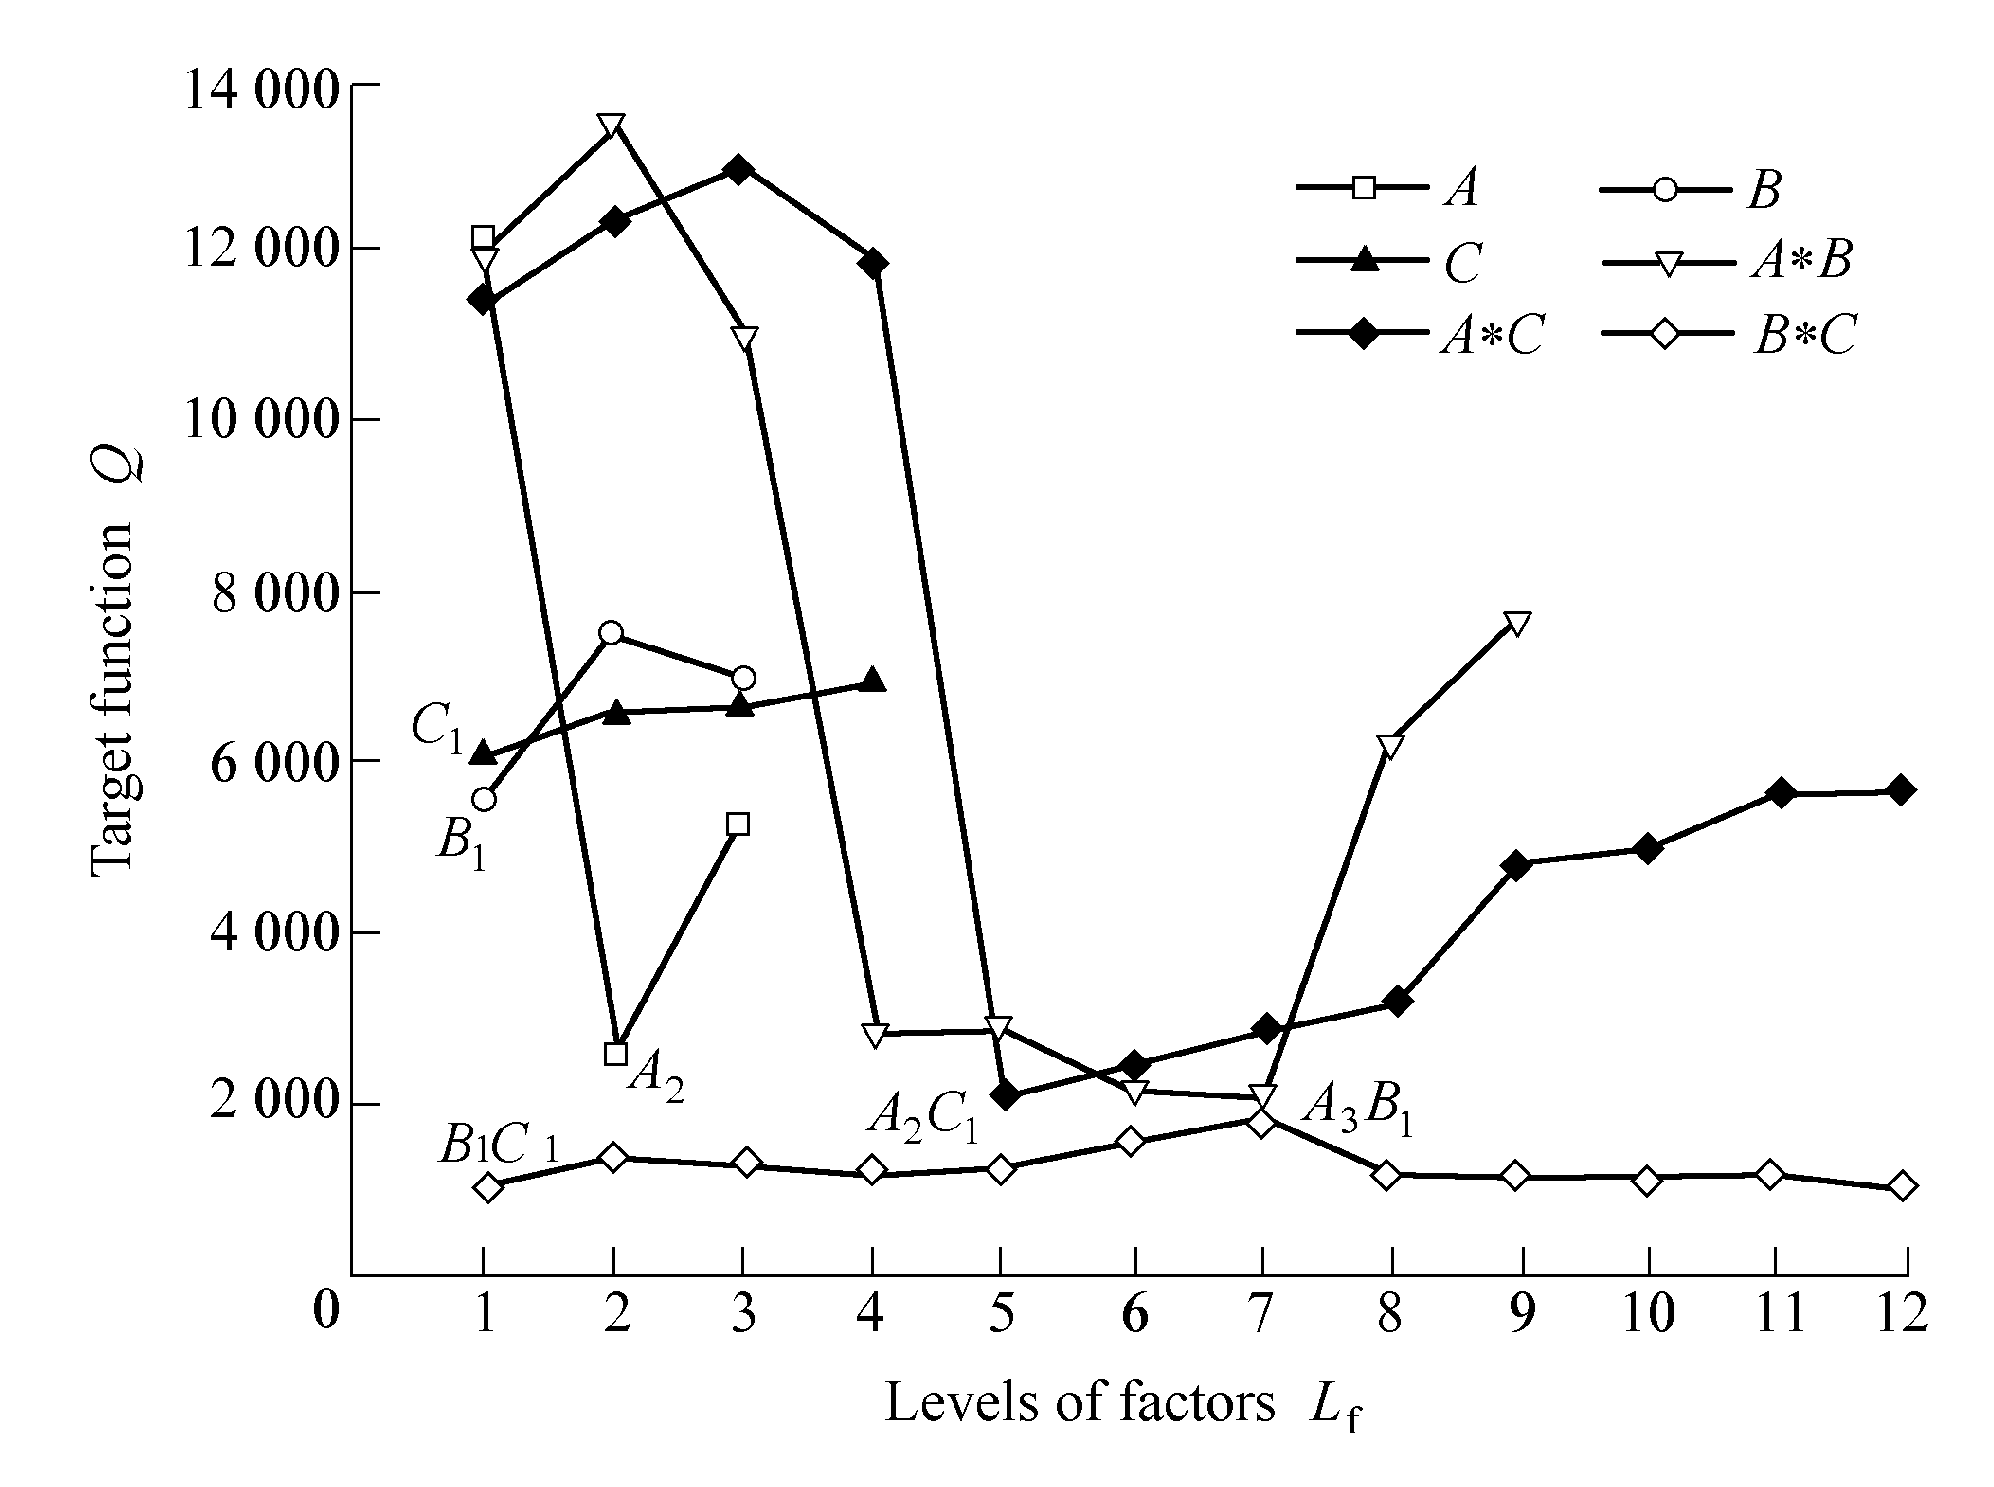 14 000
12 000
10 000
8 000
6 000
4 000
2 000
0
Target function Q
A
B
C
A*B
A*C
B*C
C₁
B₁
A₂
B₁C ₁
A₂C₁
A₃B₁
1 2 3 4 5 6 7 8 9 10 11 12
Levels of factors L_f